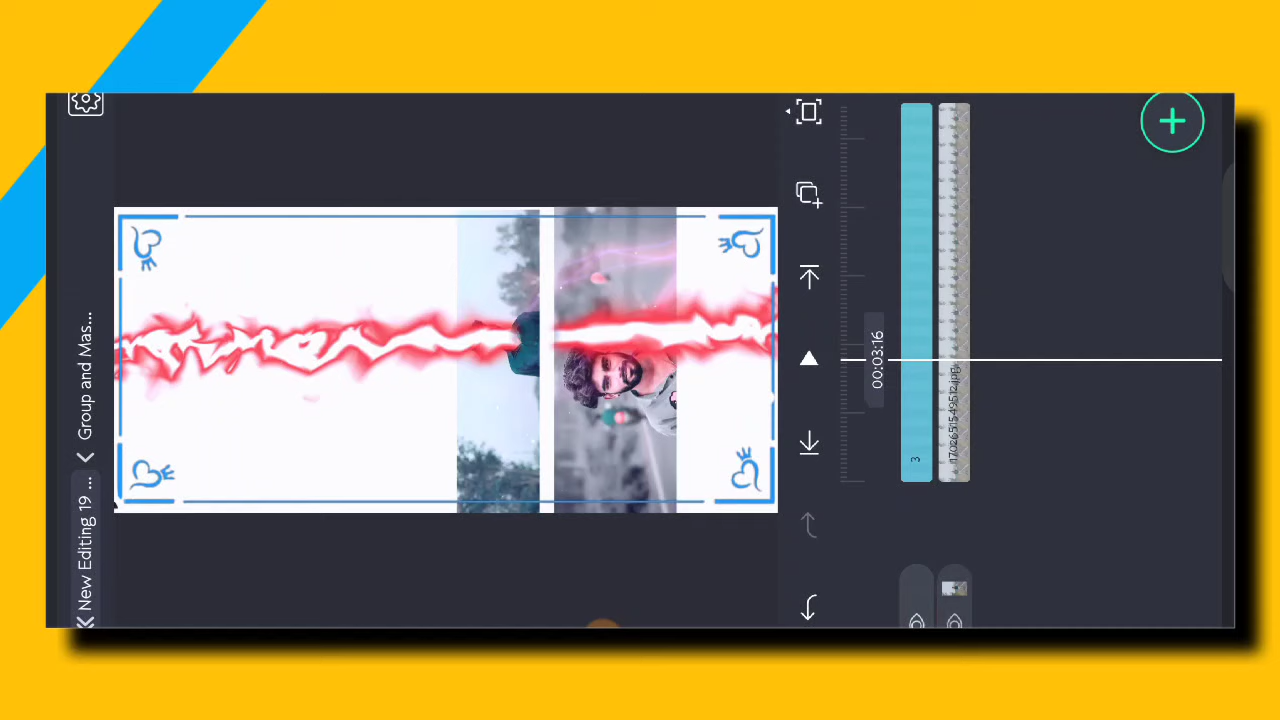 New Editing 19 ...
Group and Mas...
00:03:16
3
1702651549512.jpg